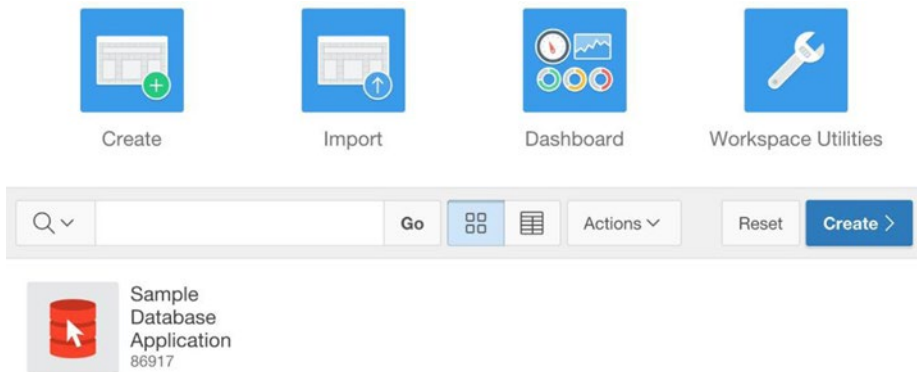 Create
Import
Dashboard
Workspace Utilities
Go
Actions
Reset
Create
Sample
Database
Application
86917